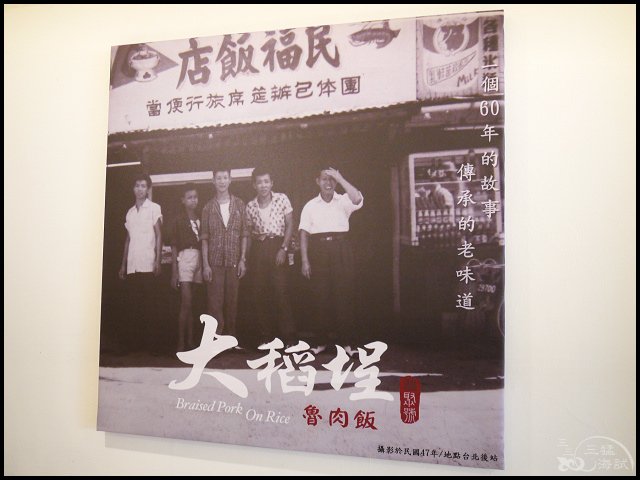 民福飯店
團体包辦筵席旅行便當
一個60年的故事
傳承的老味道
大稻埕
Braised Pork On Rice
魯肉飯
攝影於民國47年/地點台北後站